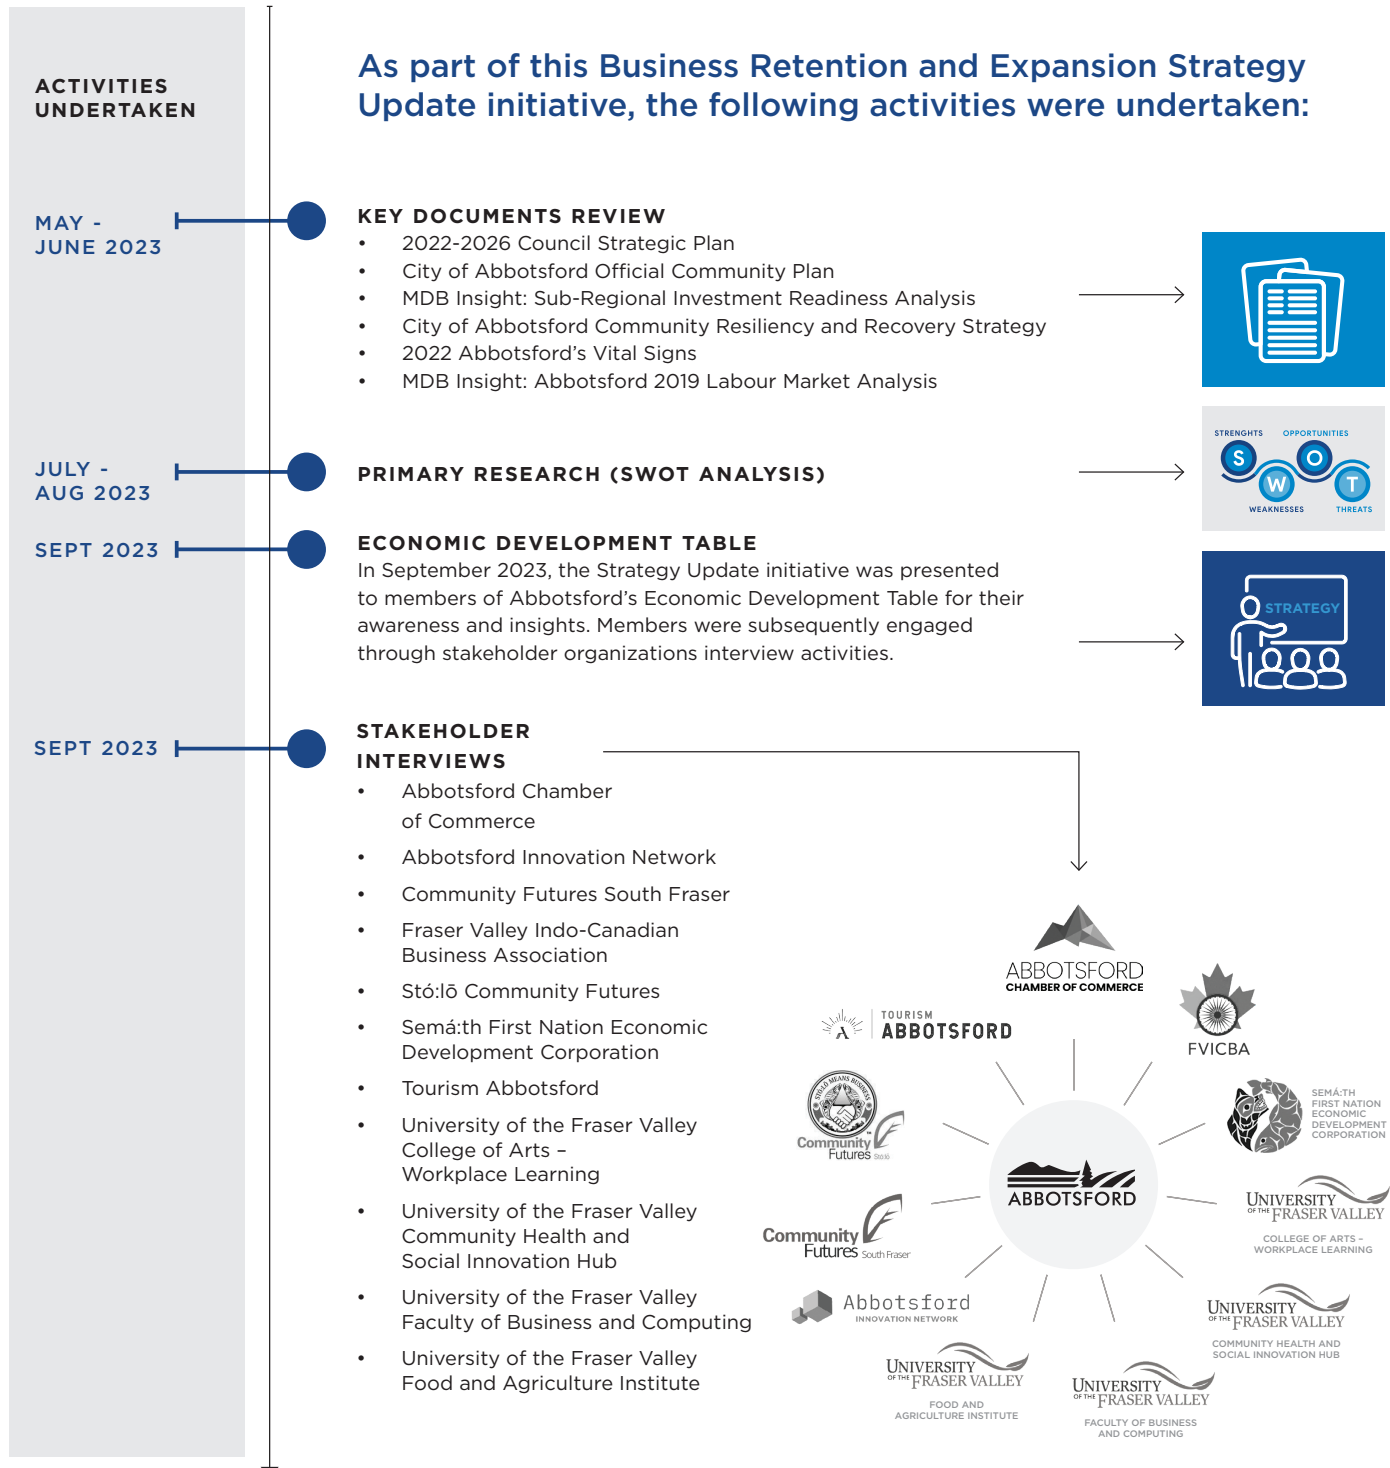 ACTIVITIES
UNDERTAKEN
As part of this Business Retention and Expansion Strategy
Update initiative, the following activities were undertaken:
MAY -
JUNE 2023
KEY DOCUMENTS REVIEW
• 2022-2026 Council Strategic Plan
• City of Abbotsford Official Community Plan
• MDB Insight: Sub-Regional Investment Readiness Analysis
• City of Abbotsford Community Resiliency and Recovery Strategy
• 2022 Abbotsford’s Vital Signs
• MDB Insight: Abbotsford 2019 Labour Market Analysis
JULY -
AUG 2023
PRIMARY RESEARCH (SWOT ANALYSIS)
STRENGHTS OPPORTUNITIES
S O
W T
WEAKNESSES THREATS
SEPT 2023
ECONOMIC DEVELOPMENT TABLE
In September 2023, the Strategy Update initiative was presented
to members of Abbotsford’s Economic Development Table for their
awareness and insights. Members were subsequently engaged
through stakeholder organizations interview activities.
STRATEGY
SEPT 2023
STAKEHOLDER
INTERVIEWS
• Abbotsford Chamber
of Commerce
• Abbotsford Innovation Network
• Community Futures South Fraser
• Fraser Valley Indo-Canadian
Business Association
• Stó:lō Community Futures
• Semá:th First Nation Economic
Development Corporation
• Tourism Abbotsford
• University of the Fraser Valley
College of Arts –
Workplace Learning
• University of the Fraser Valley
Community Health and
Social Innovation Hub
• University of the Fraser Valley
Faculty of Business and Computing
• University of the Fraser Valley
Food and Agriculture Institute
ABBOTSFORD
CHAMBER OF COMMERCE
FVICBA
SEMÁ:TH
FIRST NATION
ECONOMIC
DEVELOPMENT
CORPORATION
UNIVERSITY
OF THE FRASER VALLEY
COLLEGE OF ARTS –
WORKPLACE LEARNING
UNIVERSITY
OF THE FRASER VALLEY
COMMUNITY HEALTH AND
SOCIAL INNOVATION HUB
UNIVERSITY
OF THE FRASER VALLEY
FACULTY OF BUSINESS
AND COMPUTING
UNIVERSITY
OF THE FRASER VALLEY
FOOD AND
AGRICULTURE INSTITUTE
Abbotsford
INNOVATION NETWORK
Community
Futures South Fraser
STÓ:LŌ MEANS BUSINESS
Community
Futures Stó:lō
A
TOURISM
ABBOTSFORD
ABBOTSFORD